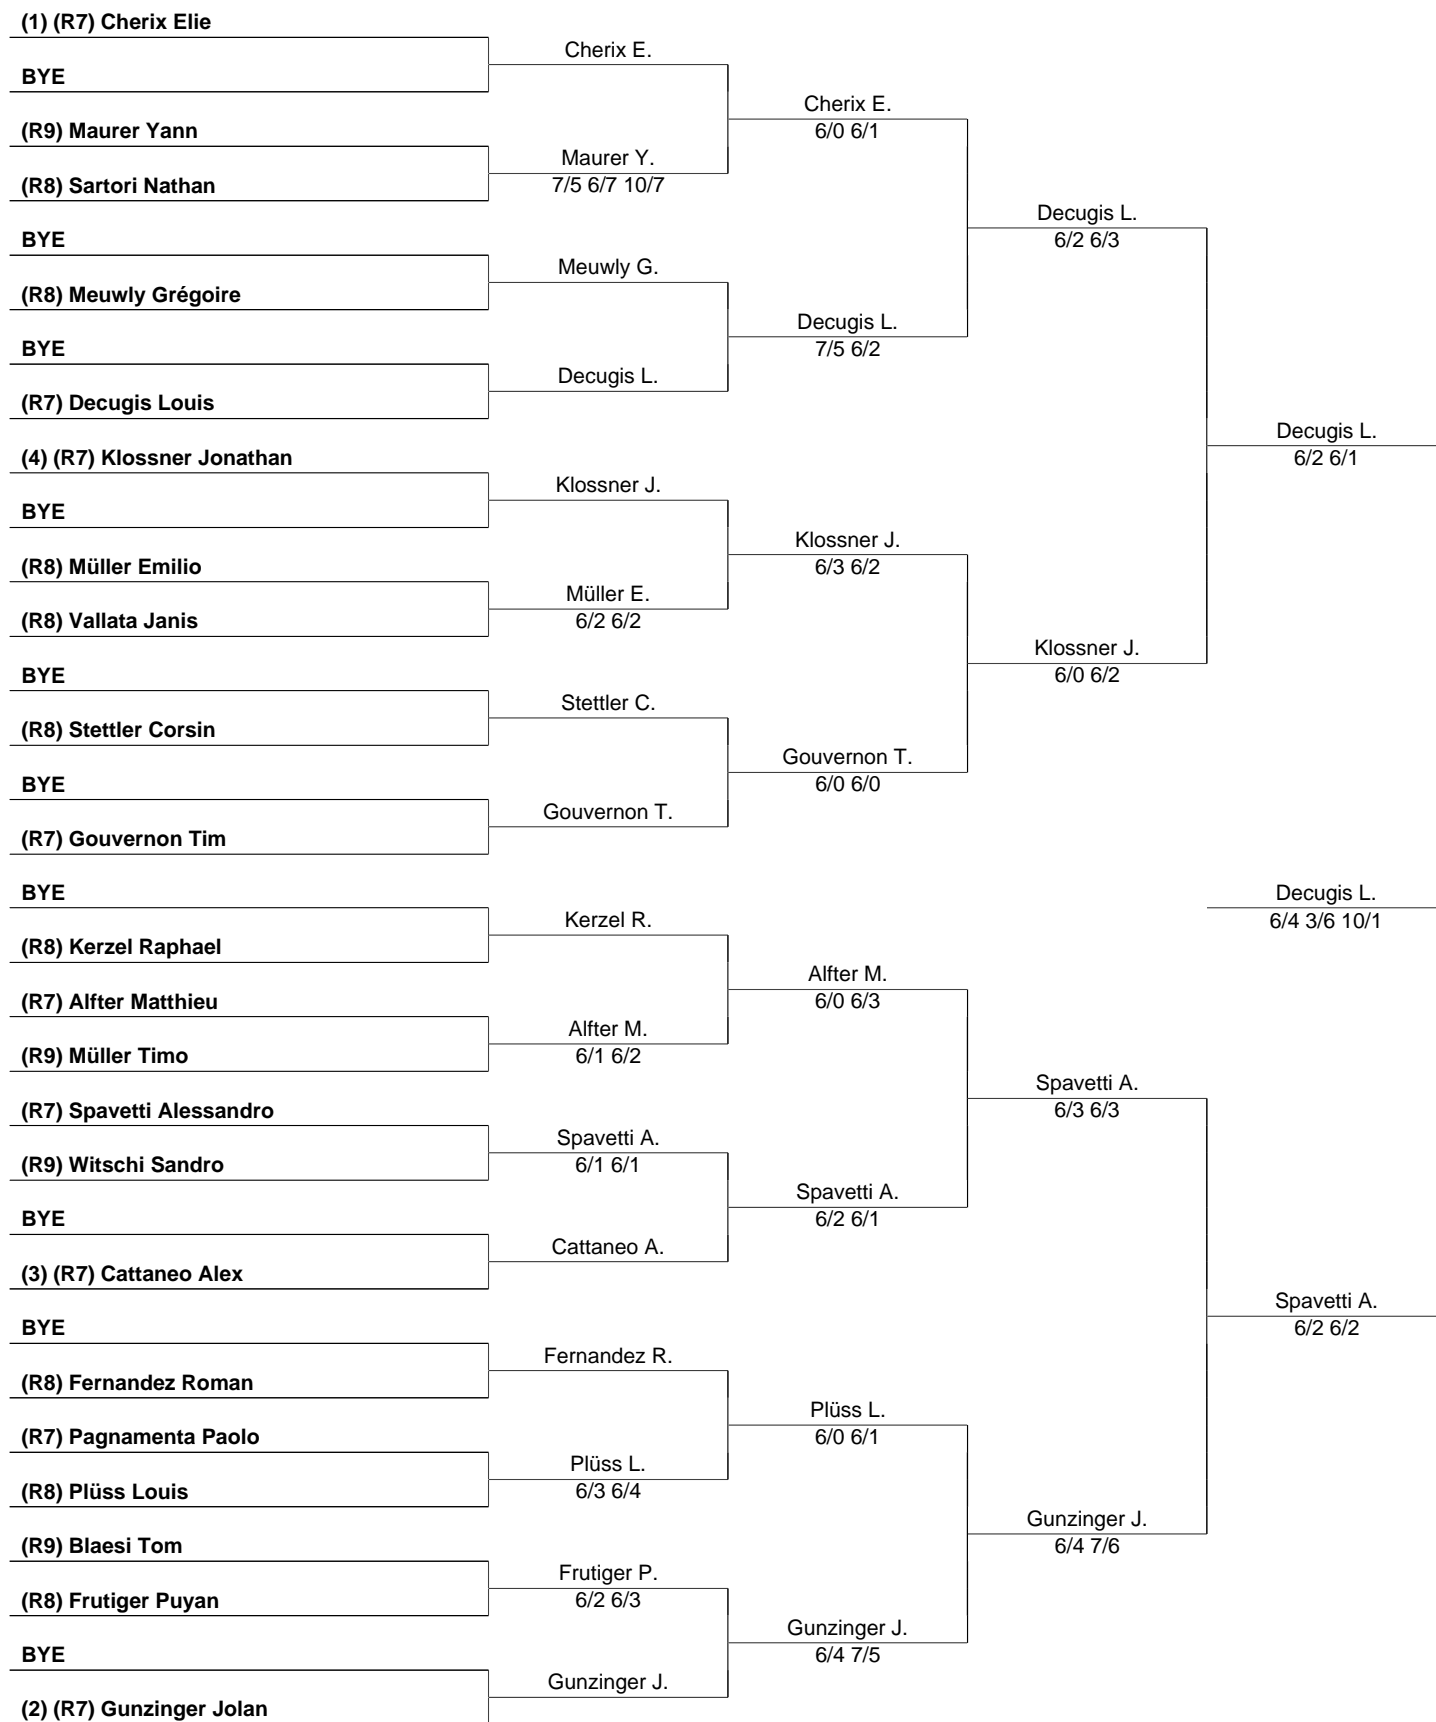 (1) (R7) Cherix Elie
BYE
(R9) Maurer Yann
(R8) Sartori Nathan
BYE
(R8) Meuwly Grégoire
BYE
(R7) Decugis Louis
(4) (R7) Klossner Jonathan
BYE
(R8) Müller Emilio
(R8) Vallata Janis
BYE
(R8) Stettler Corsin
BYE
(R7) Gouvernon Tim
BYE
(R8) Kerzel Raphael
(R7) Alfter Matthieu
(R9) Müller Timo
(R7) Spavetti Alessandro
(R9) Witschi Sandro
BYE
(3) (R7) Cattaneo Alex
BYE
(R8) Fernandez Roman
(R7) Pagnamenta Paolo
(R8) Plüss Louis
(R9) Blaesi Tom
(R8) Frutiger Puyan
BYE
(2) (R7) Gunzinger Jolan
Cherix E.
Maurer Y.
7/5 6/7 10/7
Meuwly G.
Decugis L.
Klossner J.
Müller E.
6/2 6/2
Stettler C.
Gouvernon T.
Kerzel R.
Alfter M.
6/1 6/2
Spavetti A.
6/1 6/1
Cattaneo A.
Fernandez R.
Plüss L.
6/3 6/4
Frutiger P.
6/2 6/3
Gunzinger J.
Cherix E.
6/0 6/1
Decugis L.
7/5 6/2
Klossner J.
6/3 6/2
Gouvernon T.
6/0 6/0
Alfter M.
6/0 6/3
Spavetti A.
6/2 6/1
Plüss L.
6/0 6/1
Gunzinger J.
6/4 7/5
Decugis L.
6/2 6/3
Klossner J.
6/0 6/2
Spavetti A.
6/3 6/3
Gunzinger J.
6/4 7/6
Decugis L.
6/2 6/1
Decugis L.
6/4 3/6 10/1
Spavetti A.
6/2 6/2